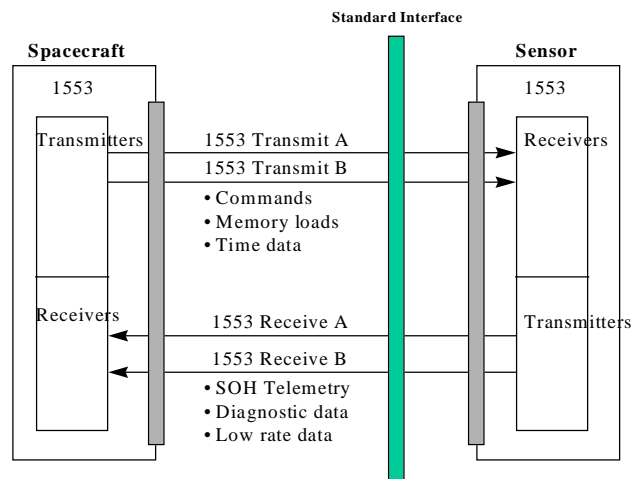 Standard Interface
Spacecraft
Sensor
1553
1553
Transmitters
1553 Transmit A
Receivers
1553 Transmit B
• Commands
• Memory loads
• Time data
Receivers
1553 Receive A
Transmitters
1553 Receive B
• SOH Telemetry
• Diagnostic data
• Low rate data